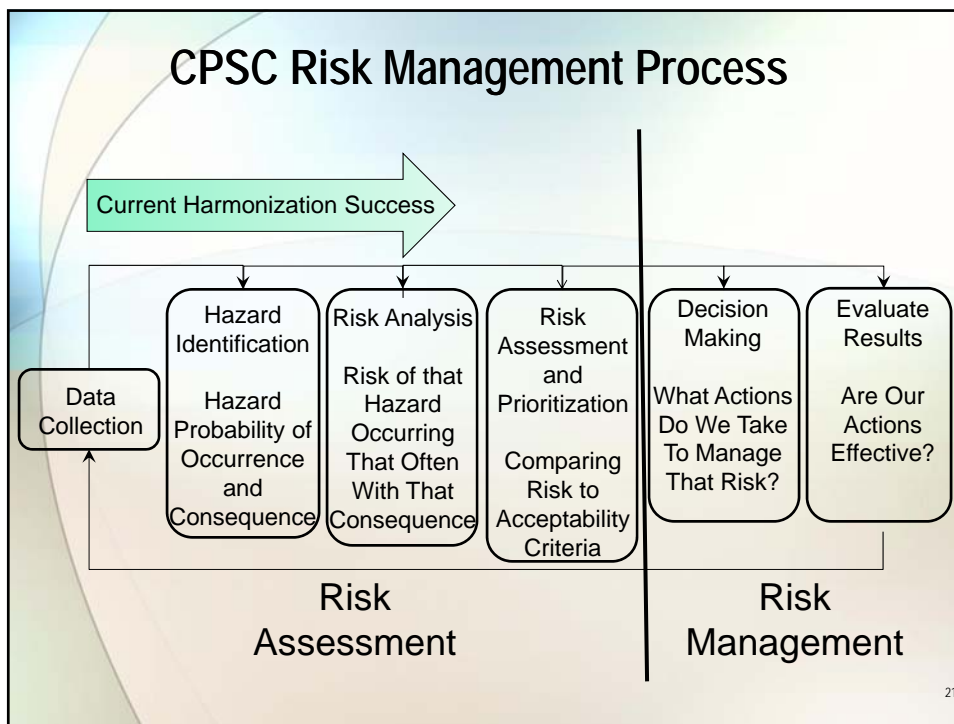 CPSC Risk Management Process
Current Harmonization Success
Data
Collection
Hazard
Identification
Hazard
Probability of
Occurrence
and
Consequence
Risk Analysis
Risk of that
Hazard
Occurring
That Often
With That
Consequence
Risk
Assessment
and
Prioritization
Comparing
Risk to
Acceptability
Criteria
Decision
Making
What Actions
Do We Take
To Manage
That Risk?
Evaluate
Results
Are Our
Actions
Effective?
Risk
Assessment
Risk
Management
21